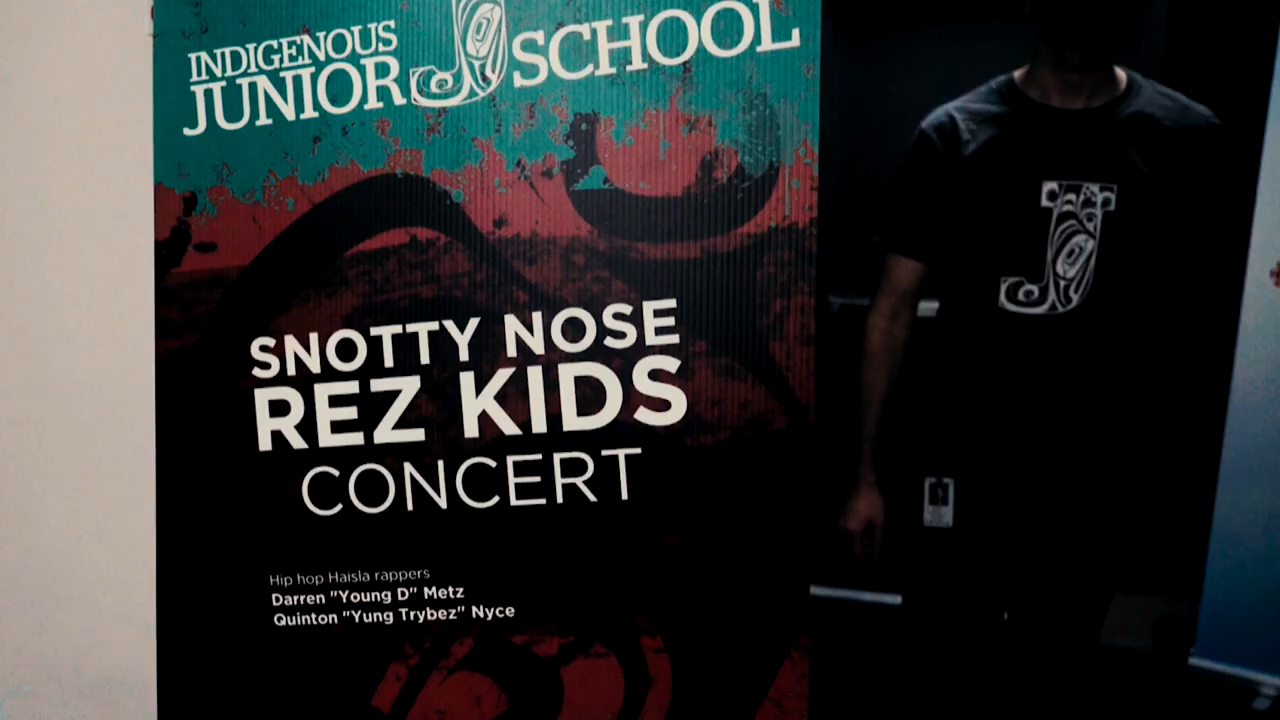 INDIGENOUS
JUNIOR J SCHOOL
SNOTTY NOSE
REZ KIDS
CONCERT
Hip hop Haisla rappers
Darren "Young D" Metz
Quinton "Yung Trybez" Nyce
J